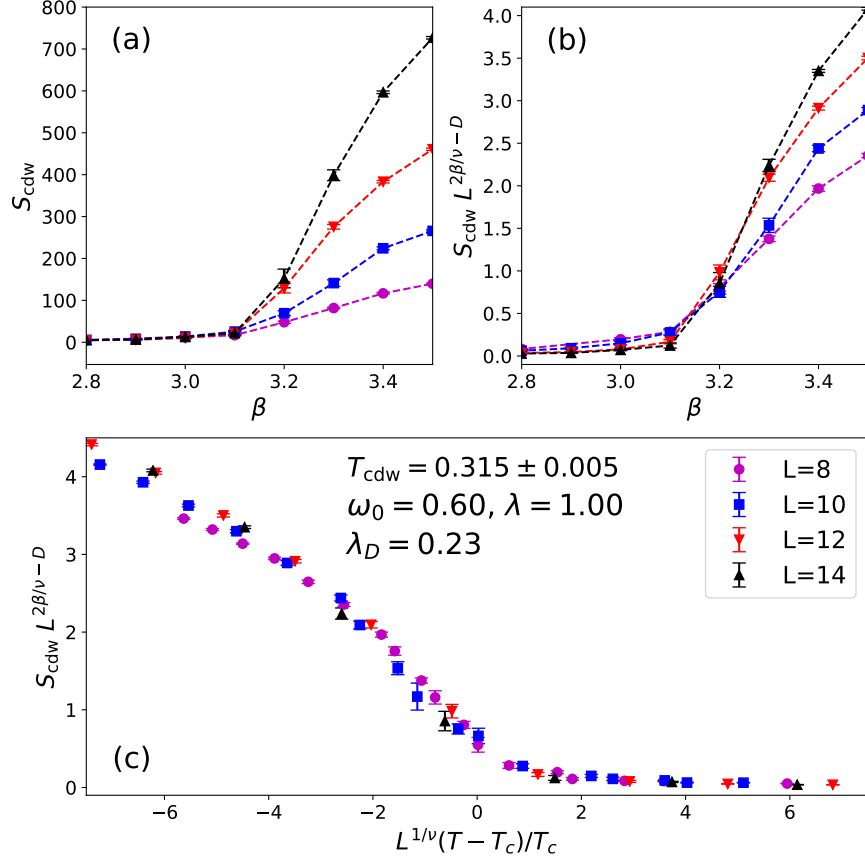 (a)
S_cdw
800
700
600
500
400
300
200
100
0
2.8 3.0 3.2 3.4
β
(b)
S_cdw L^{2β/ν − D}
4.0
3.5
3.0
2.5
2.0
1.5
1.0
0.5
0.0
2.8 3.0 3.2 3.4
β
(c)
S_cdw L^{2β/ν − D}
4
3
2
1
0
T_cdw = 0.315 ± 0.005
ω_0 = 0.60, λ = 1.00
λ_D = 0.23
L=8
L=10
L=12
L=14
−6 −4 −2 0 2 4 6
L^{1/ν}(T − T_c)/T_c